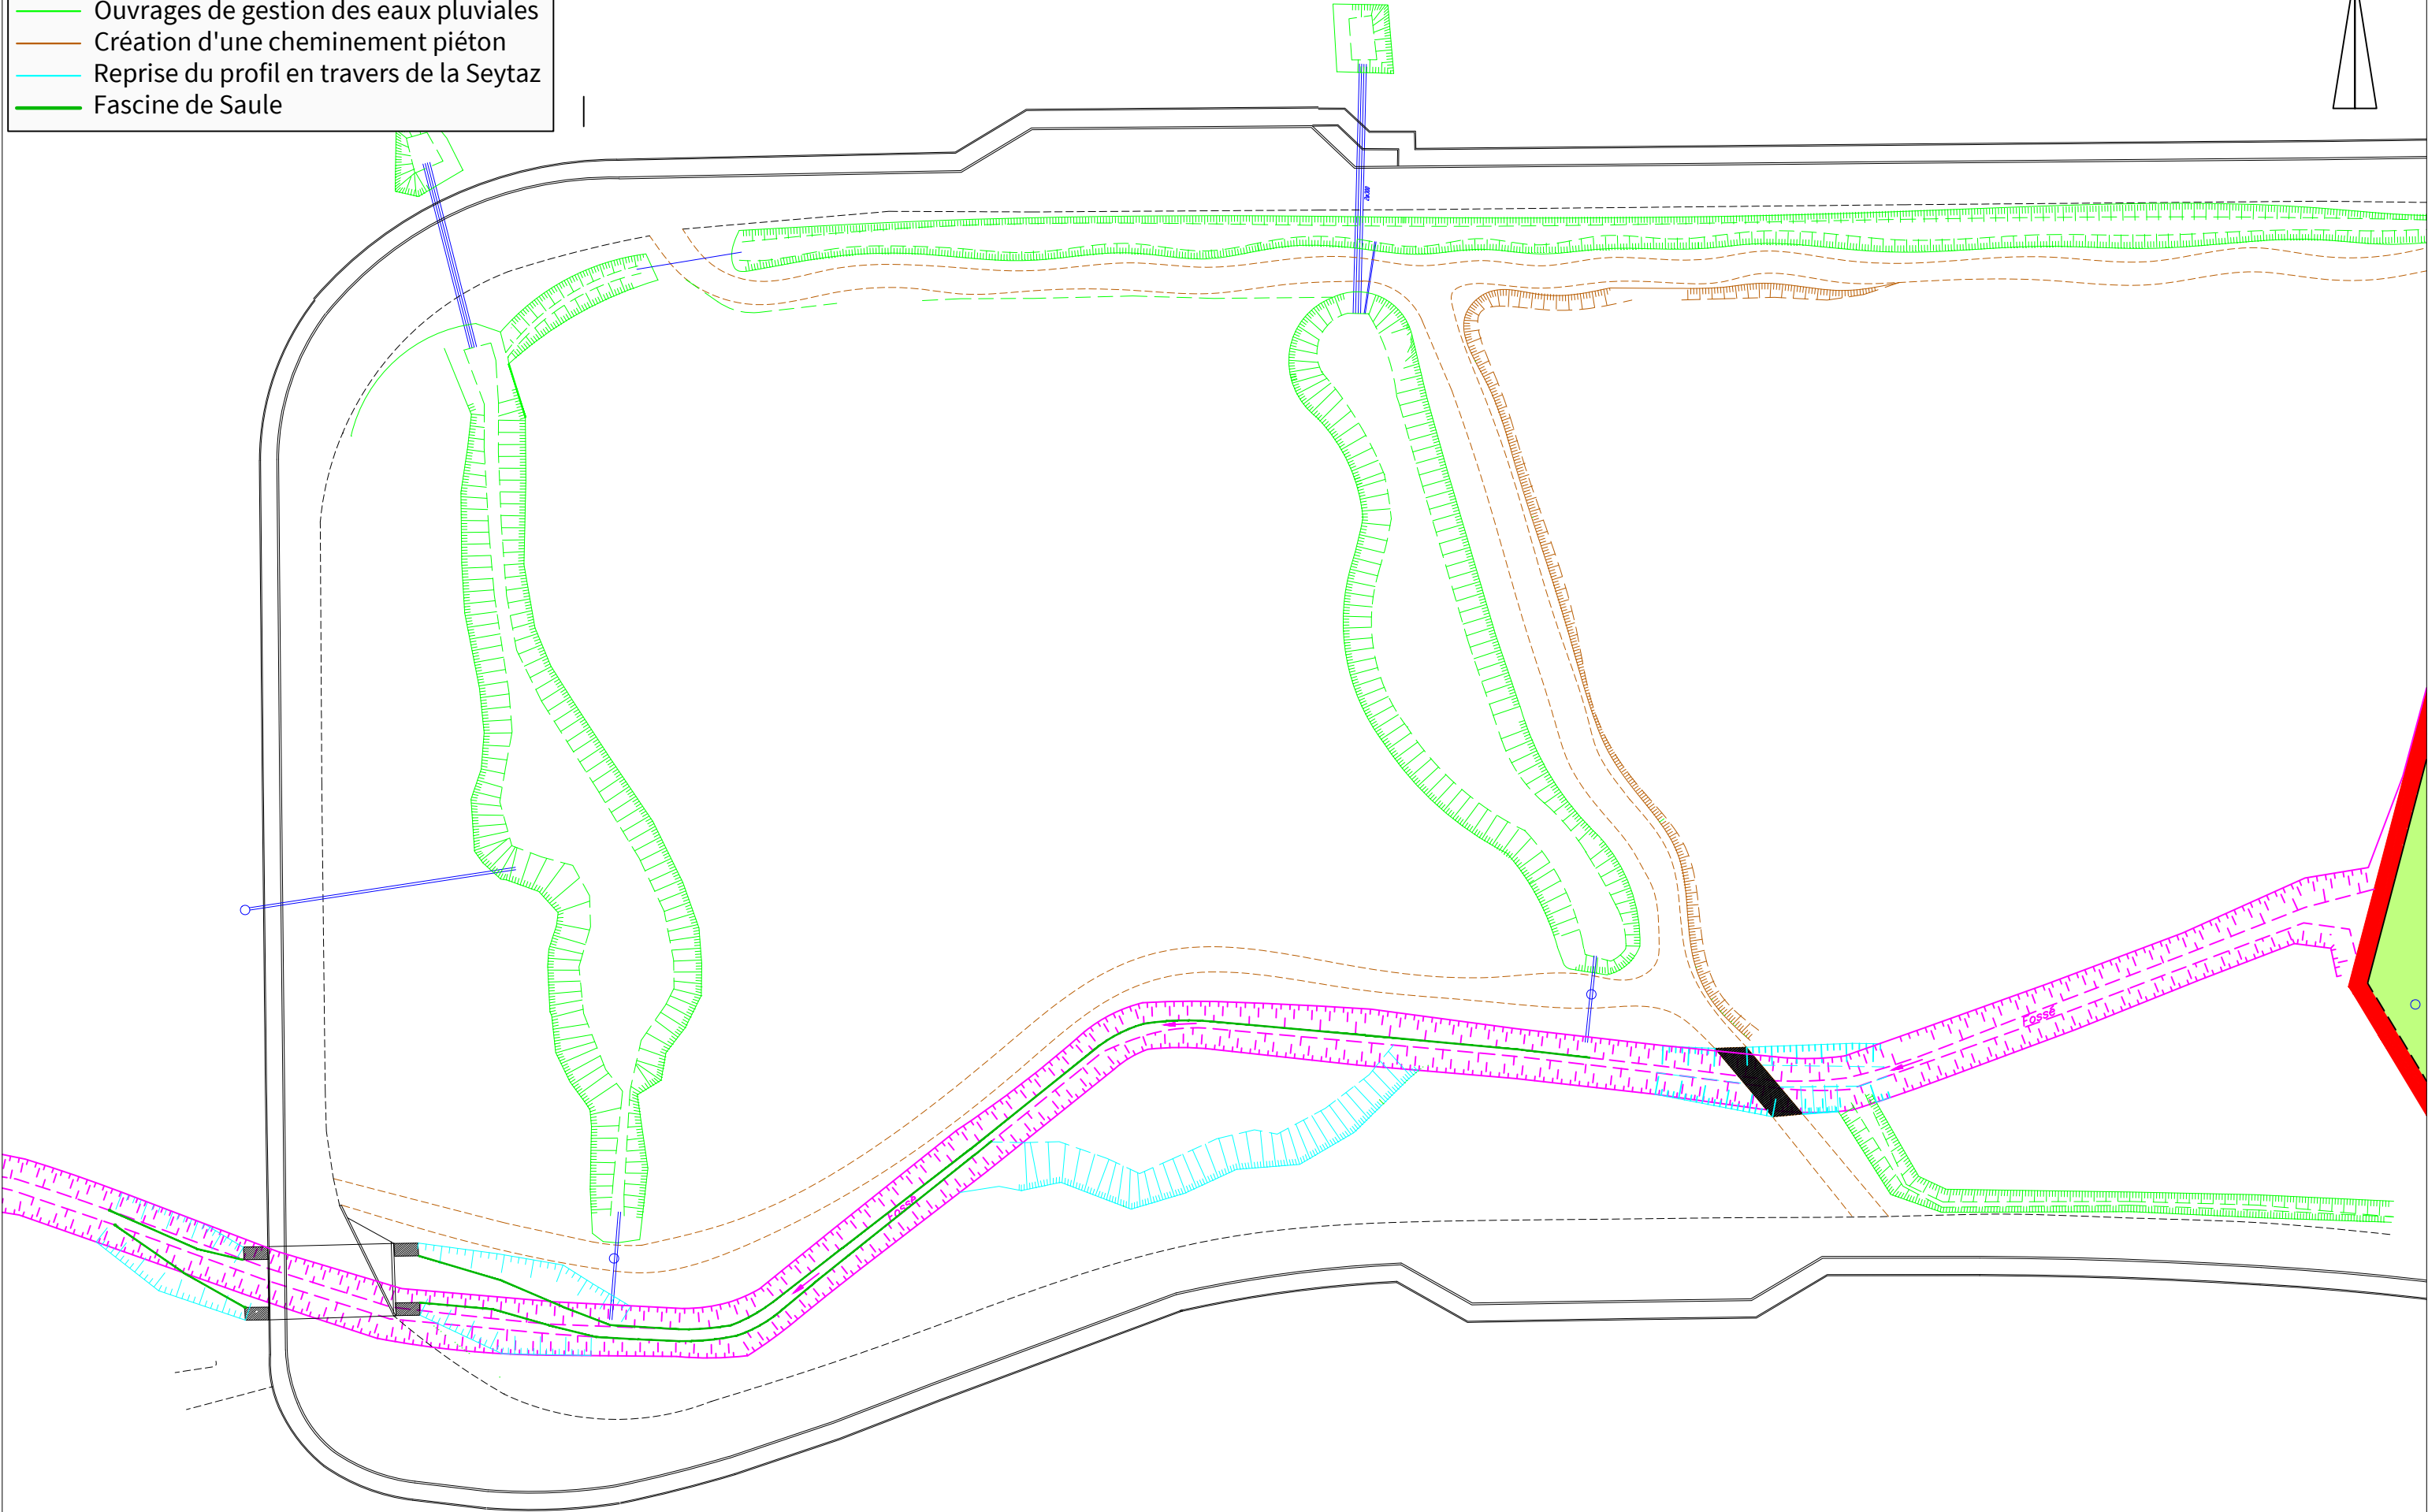 Ouvrages de gestion des eaux pluviales
Création d'une cheminement piéton
Reprise du profil en travers de la Seytaz
Fascine de Saule
Fossé
Fossé